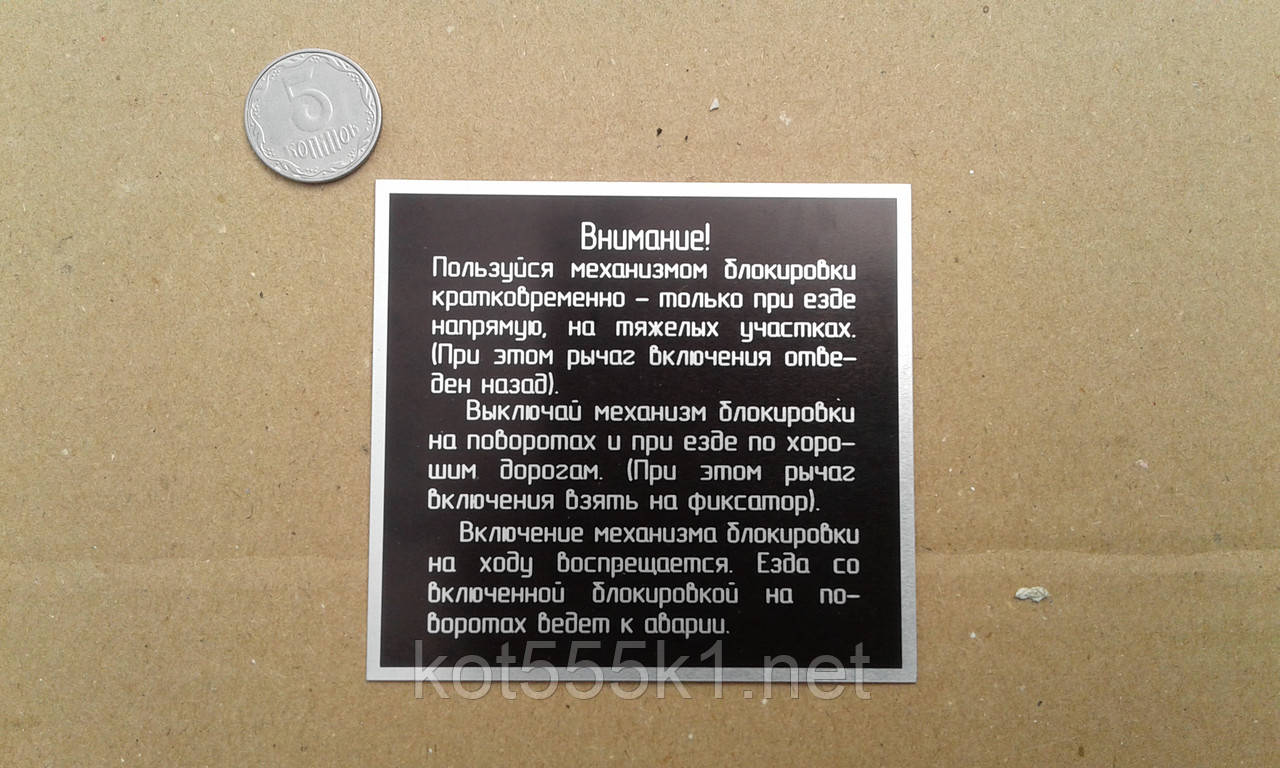 5
КОПІЙОК
Внимание!
Пользуйся механизмом блокировки
кратковременно – только при езде
напрямую, на тяжелых участках.
(При этом рычаг включения отве–
ден назад).
Выключай механизм блокировки
на поворотах и при езде по хоро–
шим дорогам. (При этом рычаг
включения взять на фиксатор).
Включение механизма блокировки
на ходу воспрещается. Езда со
включенной блокировкой на по–
воротах ведет к аварии.
kot555k1.net